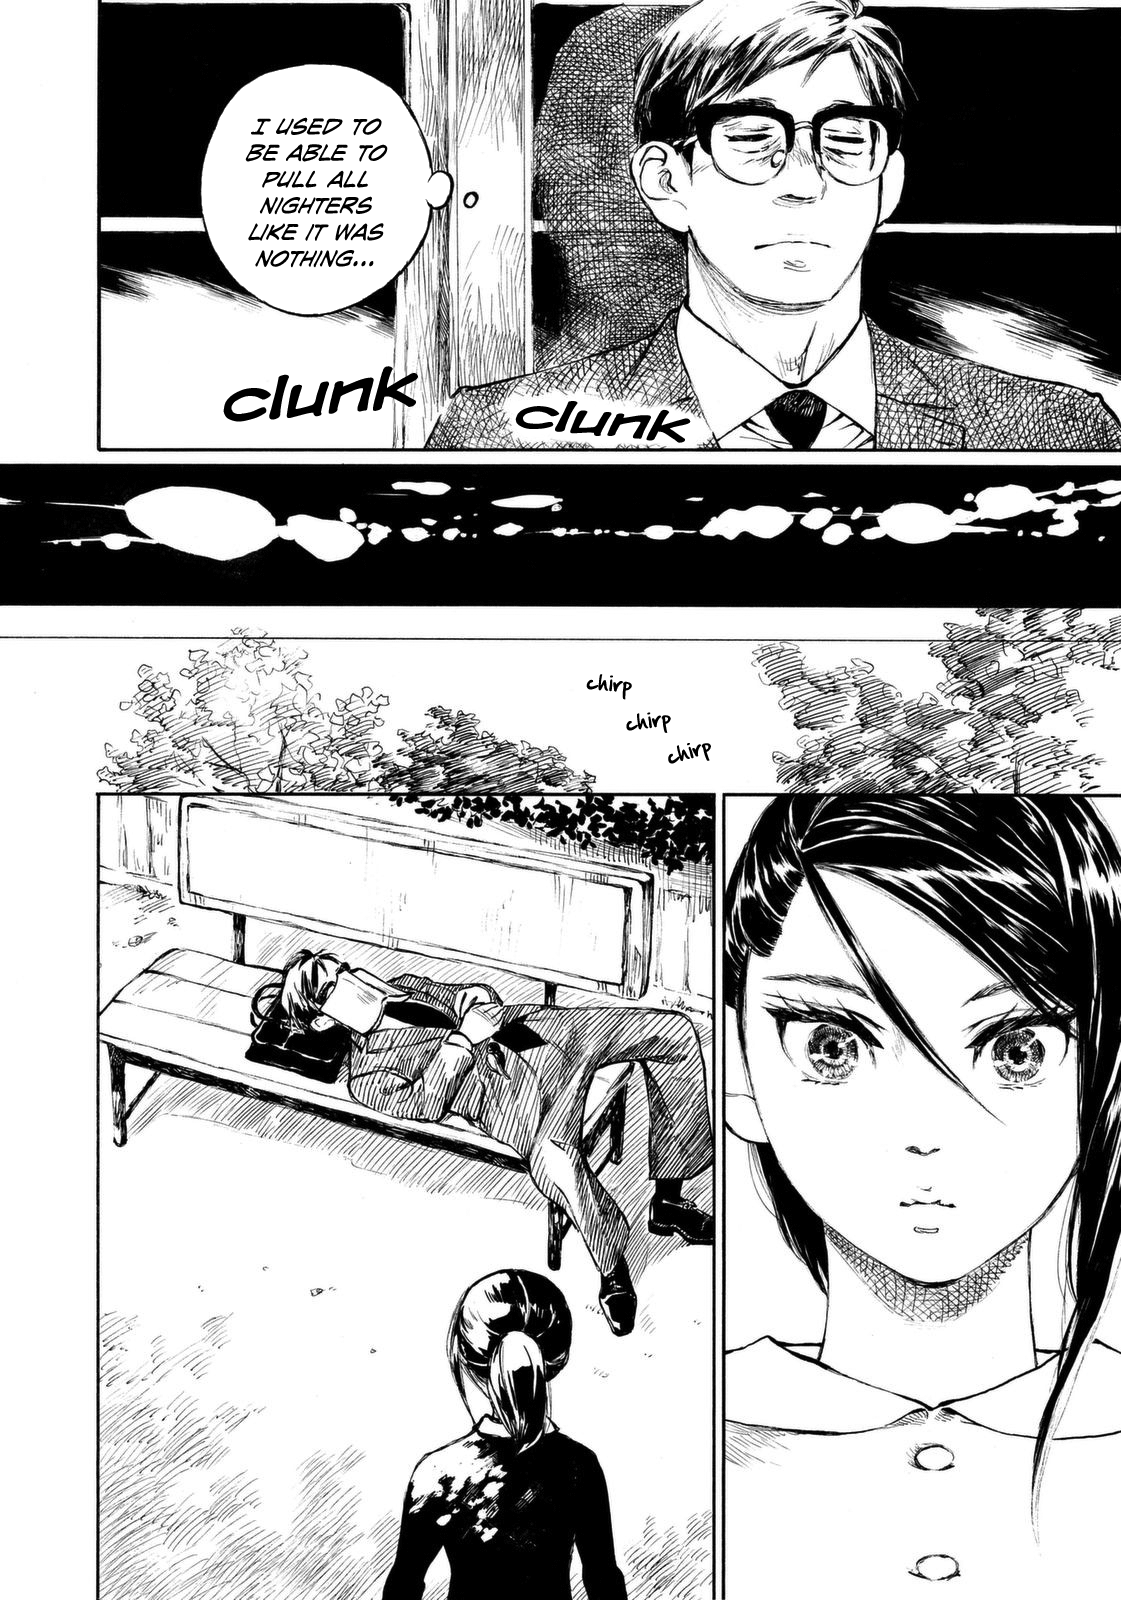 I USED TO
BE ABLE TO
PULL ALL
NIGHTERS
LIKE IT WAS
NOTHING...
clunk
clunk
chirp
chirp
chirp